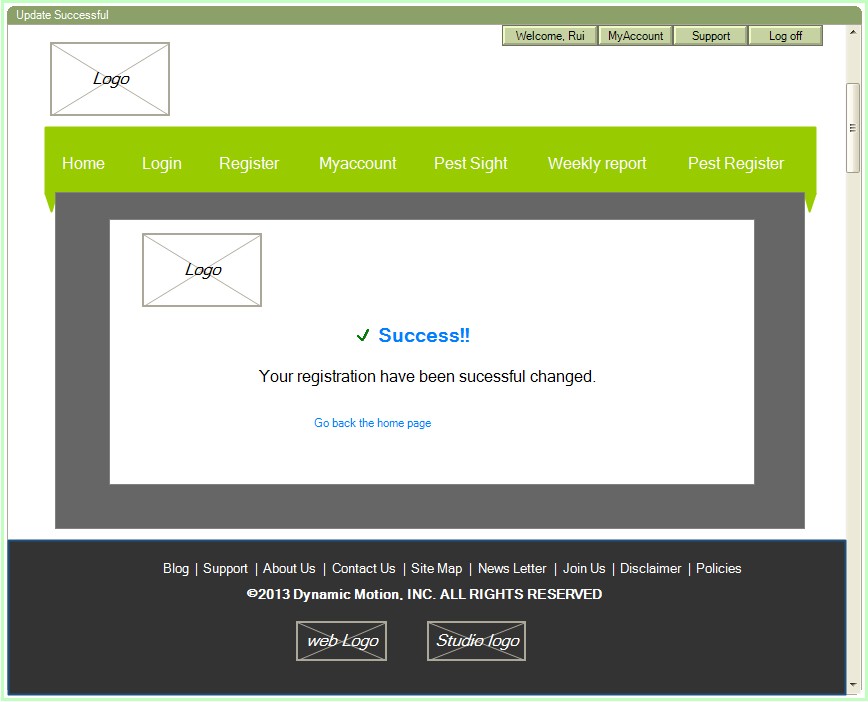 Update Successful
Welcome, Rui MyAccount Support Log off
Logo
Home Login Register Myaccount Pest Sight Weekly report Pest Register
Logo
Success!!
Your registration have been sucessful changed.
Go back the home page
Blog | Support | About Us | Contact Us | Site Map | News Letter | Join Us | Disclaimer | Policies
©2013 Dynamic Motion, INC. ALL RIGHTS RESERVED
web Logo Studio logo